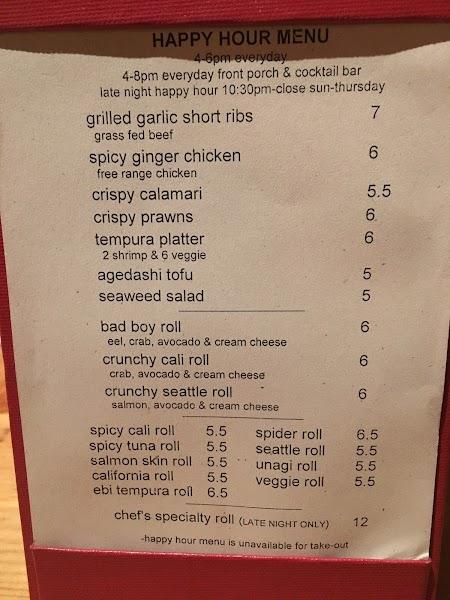 HAPPY HOUR MENU
4-6pm everyday
4-8pm everyday front porch & cocktail bar
late night happy hour 10:30pm-close sun-thursday
grilled garlic short ribs 7
grass fed beef
spicy ginger chicken 6
free range chicken
crispy calamari 5.5
crispy prawns 6
tempura platter 6
2 shrimp & 6 veggie
agedashi tofu 5
seaweed salad 5
bad boy roll 6
eel, crab, avocado & cream cheese
crunchy cali roll 6
crab, avocado & cream cheese
crunchy seattle roll 6
salmon, avocado & cream cheese
spicy cali roll 5.5
spicy tuna roll 5.5
salmon skin roll 5.5
california roll 5.5
ebi tempura roll 6.5
spider roll 6.5
seattle roll 5.5
unagi roll 5.5
veggie roll 5.5
chef's specialty roll (LATE NIGHT ONLY) 12
-happy hour menu is unavailable for take-out